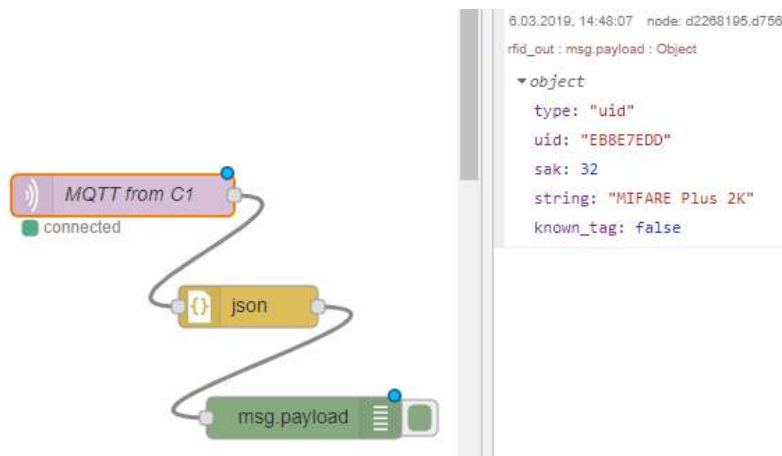 6.03.2019, 14:48:07 node: d2268195.d756
rfid_out : msg.payload : Object
object
type: "uid"
uid: "EB8E7EDD"
sak: 32
string: "MIFARE Plus 2K"
known_tag: false
MQTT from C1
connected
{} json
msg.payload